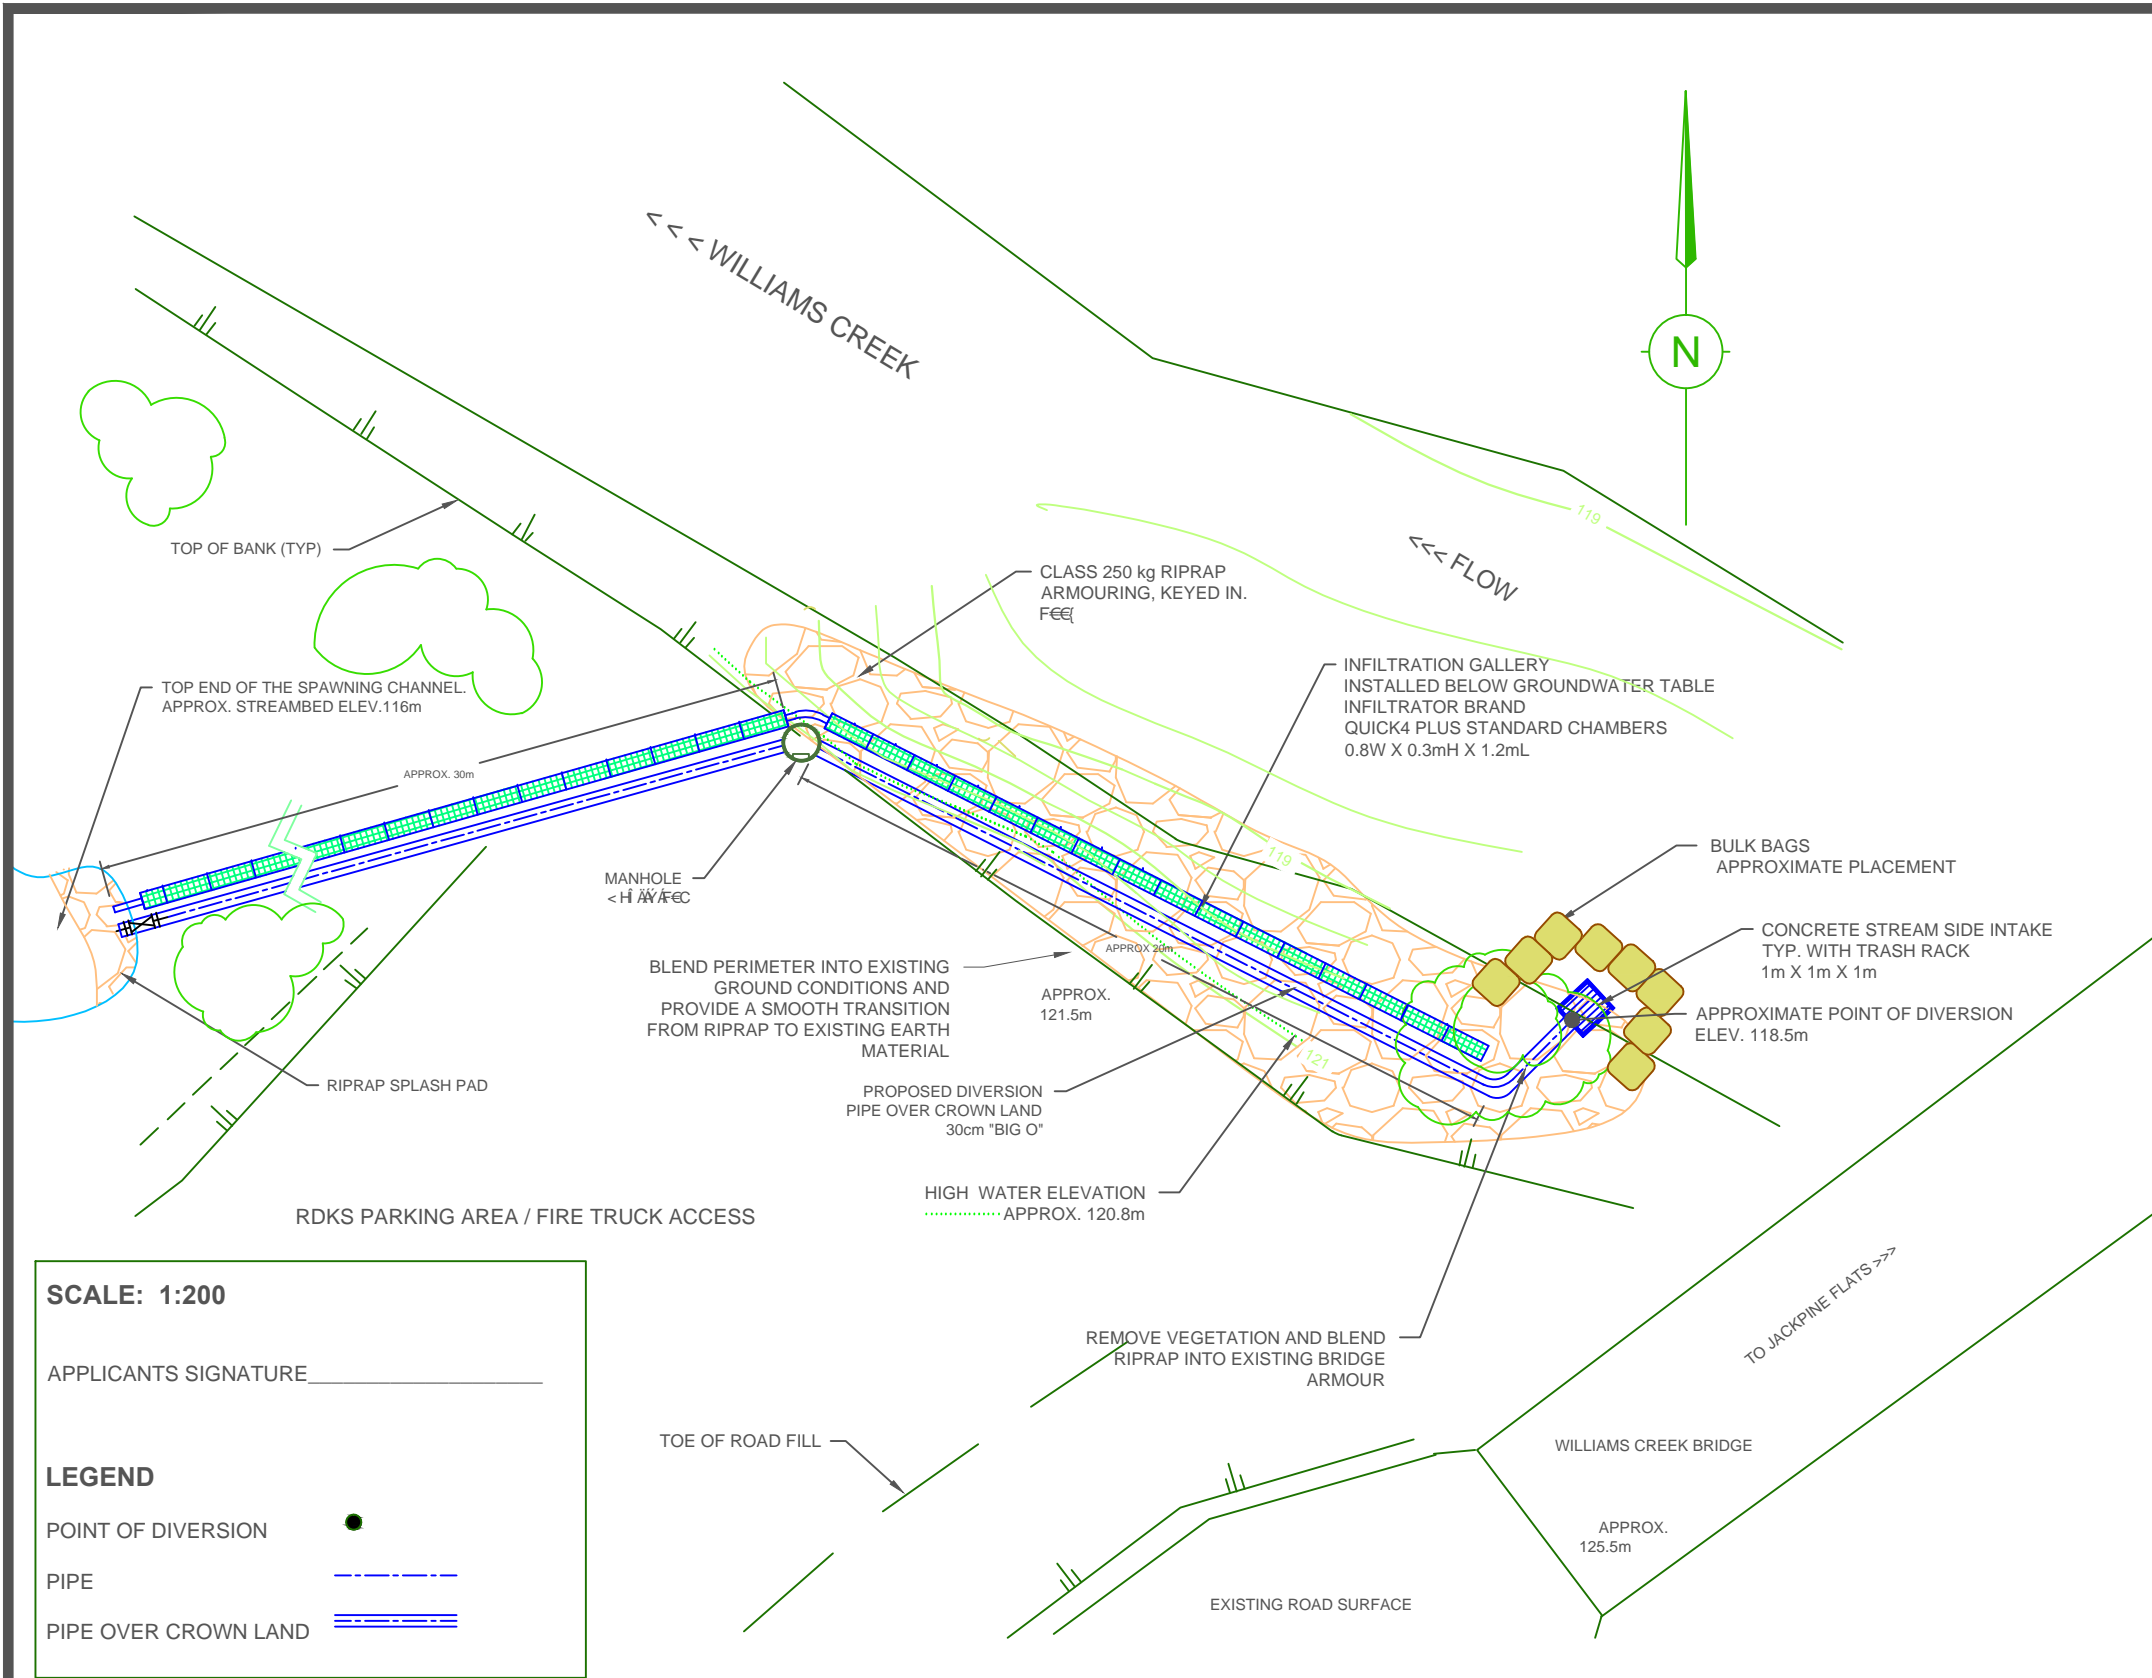 <<< WILLIAMS CREEK
N
119
<<< FLOW
TOP OF BANK (TYP)
CLASS 250 kg RIPRAP
ARMOURING, KEYED IN.
INFILTRATION GALLERY
INSTALLED BELOW GROUNDWATER TABLE
INFILTRATOR BRAND
QUICK4 PLUS STANDARD CHAMBERS
0.8W X 0.3mH X 1.2mL
TOP END OF THE SPAWNING CHANNEL.
APPROX. STREAMBED ELEV.116m
APPROX. 30m
119
BULK BAGS
APPROXIMATE PLACEMENT
MANHOLE
CONCRETE STREAM SIDE INTAKE
TYP. WITH TRASH RACK
1m X 1m X 1m
APPROX 20m
BLEND PERIMETER INTO EXISTING
GROUND CONDITIONS AND
PROVIDE A SMOOTH TRANSITION
FROM RIPRAP TO EXISTING EARTH
MATERIAL
APPROX.
121.5m
APPROXIMATE POINT OF DIVERSION
ELEV. 118.5m
121
RIPRAP SPLASH PAD
PROPOSED DIVERSION
PIPE OVER CROWN LAND
30cm "BIG O"
HIGH WATER ELEVATION
APPROX. 120.8m
RDKS PARKING AREA / FIRE TRUCK ACCESS
SCALE: 1:200
APPLICANTS SIGNATURE____________________
LEGEND
POINT OF DIVERSION
PIPE
PIPE OVER CROWN LAND
REMOVE VEGETATION AND BLEND
RIPRAP INTO EXISTING BRIDGE
ARMOUR
TO JACKPINE FLATS >>>
TOE OF ROAD FILL
WILLIAMS CREEK BRIDGE
APPROX.
125.5m
EXISTING ROAD SURFACE